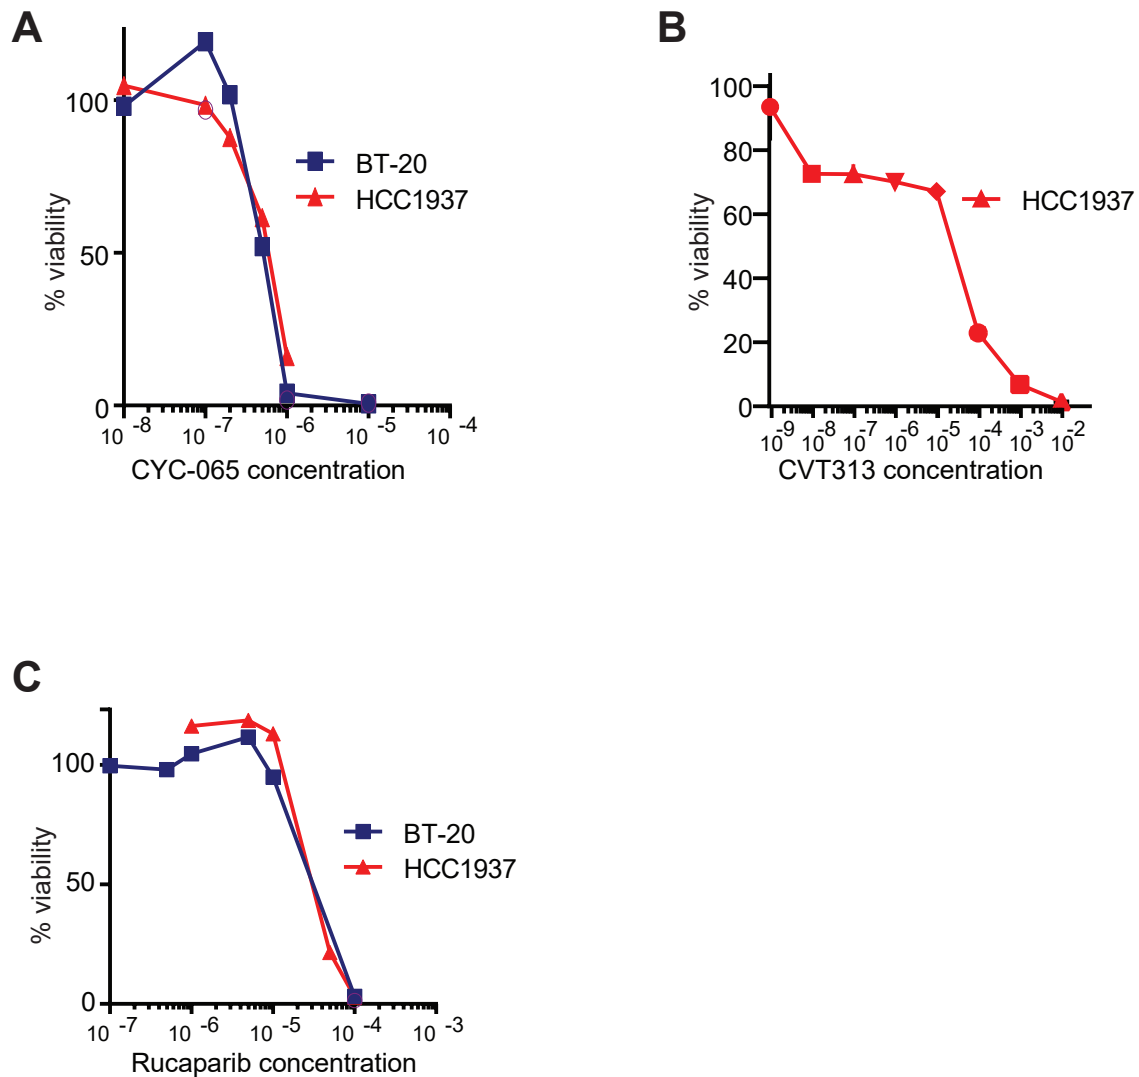 A
% viability
100
50
0
BT-20
HCC1937
10 -8 10 -7 10 -6 10 -5 10 -4
CYC-065 concentration
B
% viability
100
80
60
40
20
0
HCC1937
10 9 10 -8 10 -7 10 -6 10 -5 10 -4 10 -3 10 -2
CVT313 concentration
C
% viability
100
50
0
BT-20
HCC1937
10 -7 10 -6 10 -5 10 -4 10 -3
Rucaparib concentration